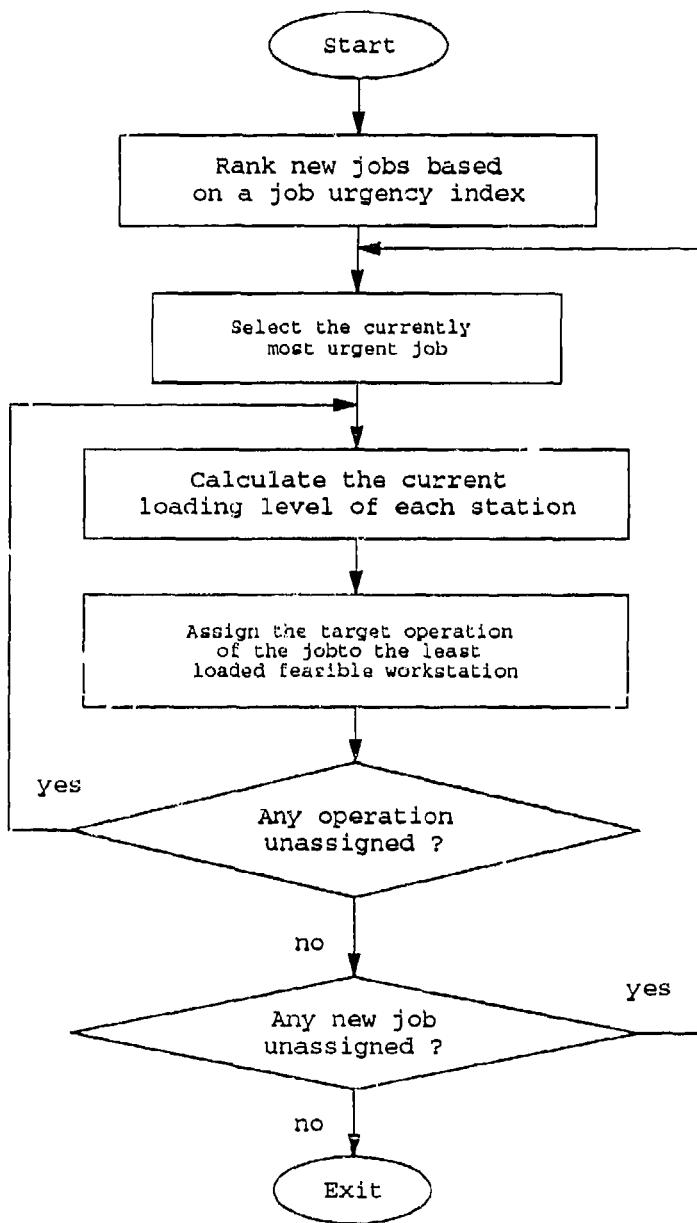 Start
Rank new jobs based
on a job urgency index
Select the currently
most urgent job
Calculate the current
loading level of each station
Assign the target operation
of the jobto the least
loaded feasible workstation
yes
Any operation
unassigned ?
no
yes
Any new job
unassigned ?
no
Exit